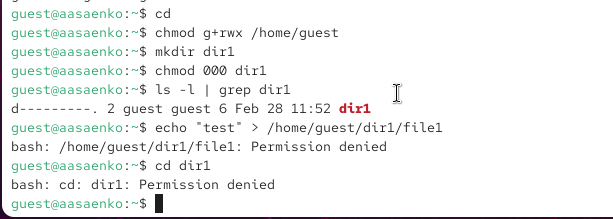 guest@aasaenko:~$ cd
guest@aasaenko:~$ chmod g+rwx /home/guest
guest@aasaenko:~$ mkdir dir1
guest@aasaenko:~$ chmod 000 dir1
guest@aasaenko:~$ ls -l | grep dir1
d---------. 2 guest guest 6 Feb 28 11:52 dir1
guest@aasaenko:~$ echo "test" > /home/guest/dir1/file1
bash: /home/guest/dir1/file1: Permission denied
guest@aasaenko:~$ cd dir1
bash: cd: dir1: Permission denied
guest@aasaenko:~$